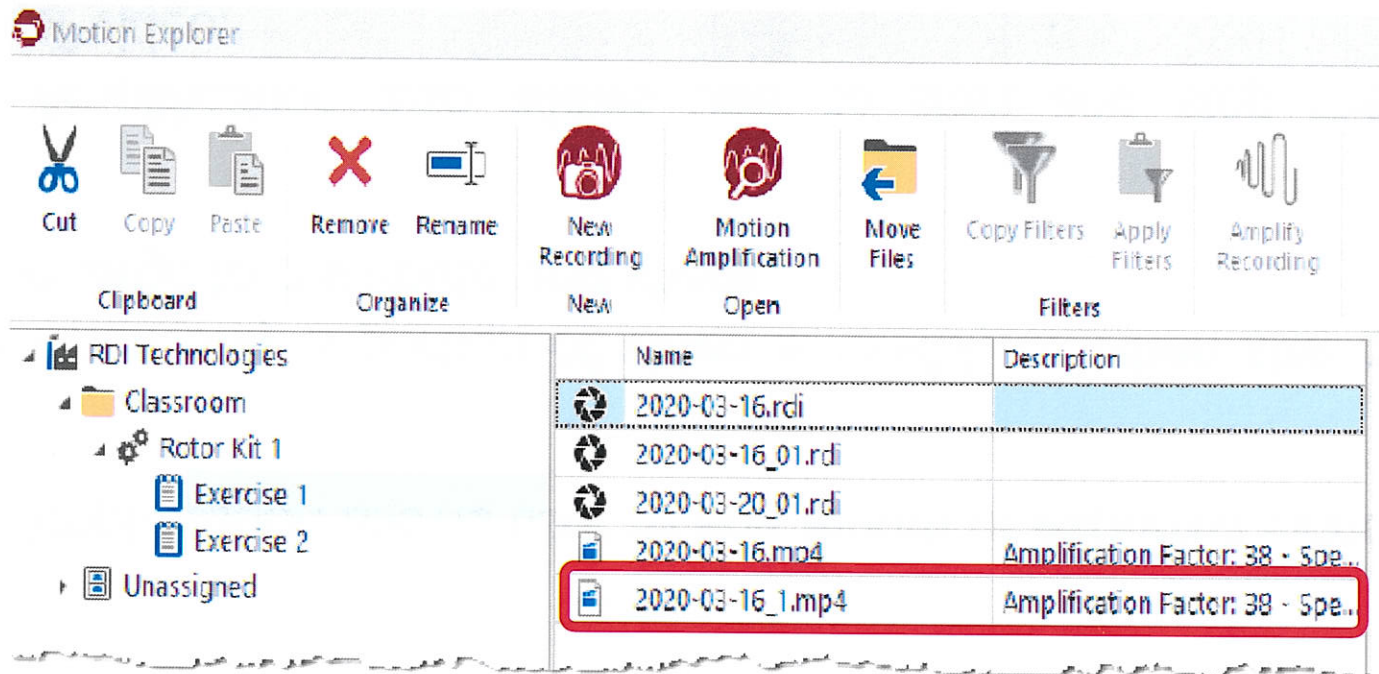 Motion Explorer
Cut
Copy
Paste
Remove
Rename
New
Recording
Motion
Amplification
Move
Files
Copy Filters
Apply
Filters
Amplify
Recording
Clipboard
Organize
New
Open
Filters
RDI Technologies
Classroom
Rotor Kit 1
Exercise 1
Exercise 2
Unassigned
Name Description
2020-03-16.rdi
2020-03-16_01.rdi
2020-03-20_01.rdi
2020-03-16.mp4 Amplification Factor: 38 - Spe...
2020-03-16_1.mp4 Amplification Factor: 38 - Spe...